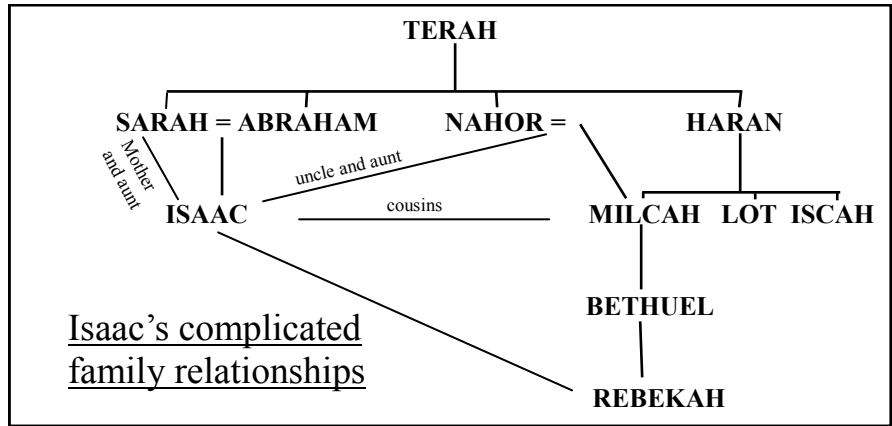 TERAH
SARAH = ABRAHAM NAHOR = HARAN
Mother
and aunt
uncle and aunt
ISAAC cousins MILCAH LOT ISCAH
BETHUEL
Isaac's complicated
family relationships
REBEKAH